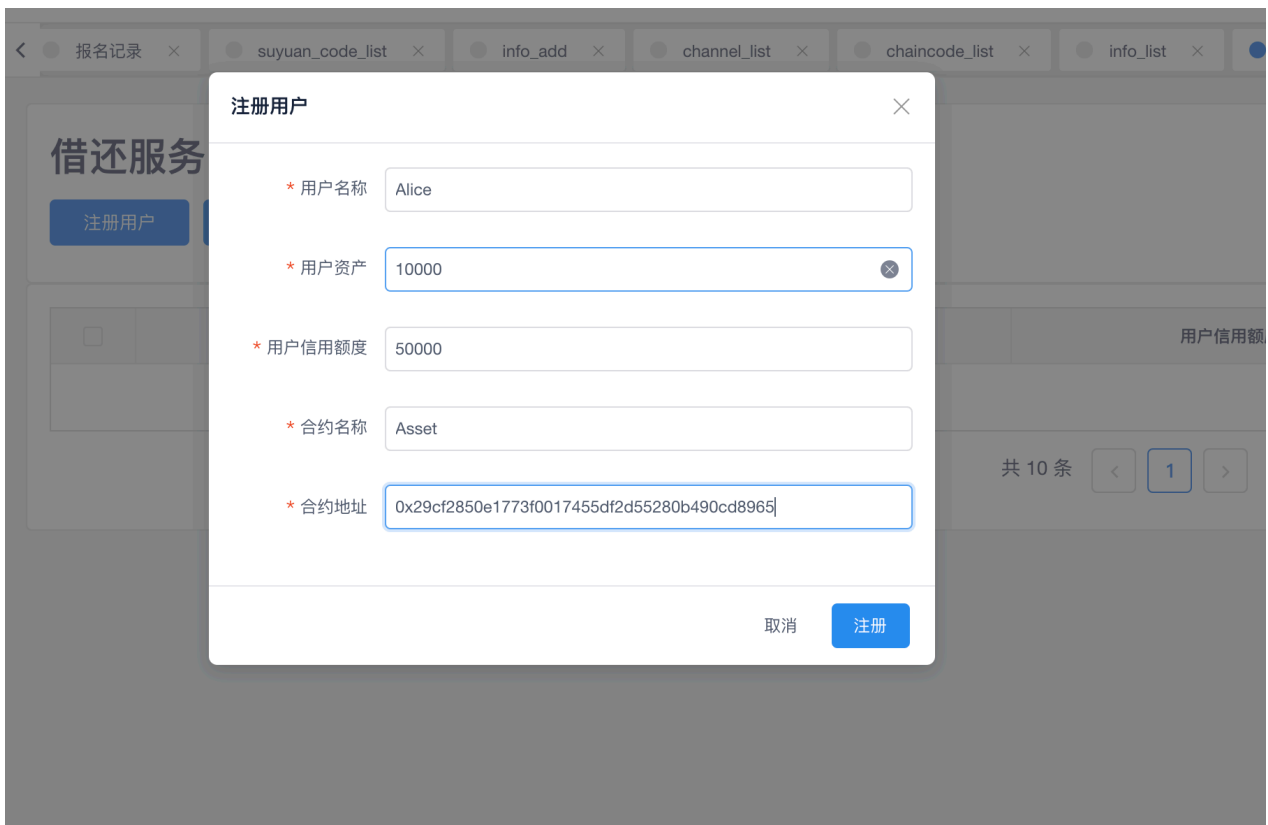 报名记录
suyuan_code_list
info_add
channel_list
chaincode_list
info_list
注册用户
借还服务
注册用户
* 用户名称
Alice
* 用户资产
10000
* 用户信用额度
50000
用户信用额
* 合约名称
Asset
共 10 条
1
* 合约地址
0x29cf2850e1773f0017455df2d55280b490cd8965
取消
注册